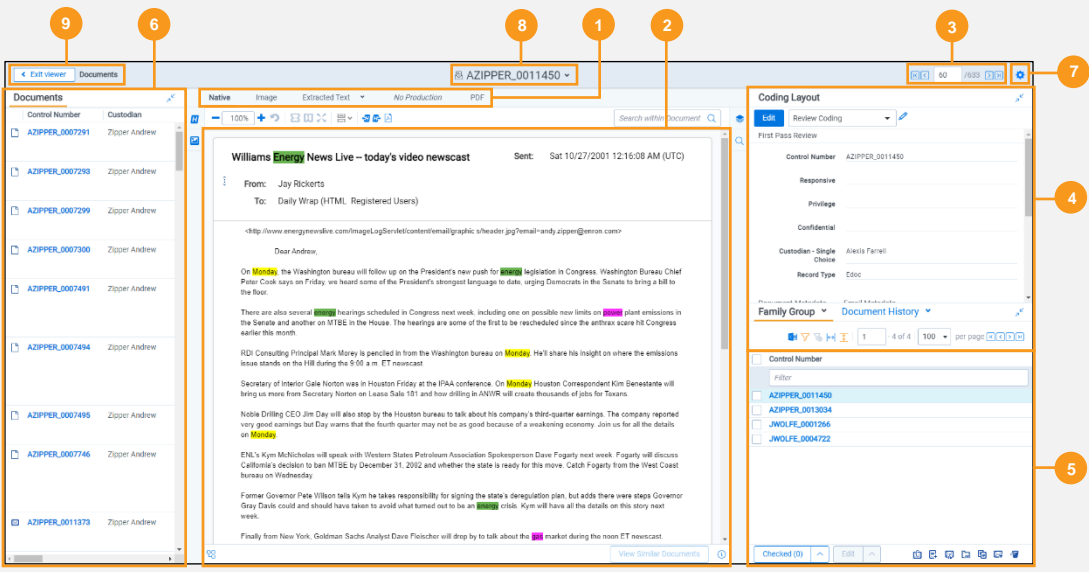 9
6
8
1
2
3
7
Exit viewer
Documents
AZIPPER_0011450
60
/633
Documents
Control Number
Custodian
AZIPPER_0007291
Zipper Andrew
AZIPPER_0007293
Zipper Andrew
AZIPPER_0007299
Zipper Andrew
AZIPPER_0007300
Zipper Andrew
AZIPPER_0007491
Zipper Andrew
AZIPPER_0007494
Zipper Andrew
AZIPPER_0007495
Zipper Andrew
AZIPPER_0007746
Zipper Andrew
AZIPPER_0011373
Zipper Andrew
Native
Image
Extracted Text
No Production
PDF
100%
Search within Document
Williams Energy News Live – today's video newscast
Sent: Sat 10/27/2001 12:16:08 AM (UTC)
From: Jay Rickerts
To: Daily Wrap (HTML Registered Users)
<http://www.energynewslive.com/ImageLogServlet/content/email/graphic s/header.jpg?email=andy.zipper@enron.com>
Dear Andrew,
On Monday, the Washington bureau will follow up on the President's new push for energy legislation in Congress. Washington Bureau Chief
Peter Cook says on Friday, we heard some of the President's strongest language to date, urging Democrats in the Senate to bring a bill to
the floor.
There are also several energy hearings scheduled in Congress next week, including one on possible new limits on power plant emissions in
the Senate and another on MTBE in the House. The hearings are some of the first to be rescheduled since the anthrax scare hit Congress
earlier this month.
RDI Consulting Principal Mark Morey is penciled in from the Washington bureau on Monday. He'll share his insight on where the emissions
issue stands on the Hill during the 9:00 a.m. ET newscast.
Secretary of Interior Gale Norton was in Houston Friday at the IPAA conference. On Monday Houston Correspondent Kim Benestante will
bring us more from Secretary Norton on Lease Sale 181 and how drilling in ANWR will create thousands of jobs for Texans.
Noble Drilling CEO Jim Day will also stop by the Houston bureau to talk about his company's third-quarter earnings. The company reported
very good earnings but Day warns that the fourth quarter may not be as good because of a weakening economy. Join us for all the details
on Monday.
ENL's Kym McNicholas will speak with Western States Petroleum Association Spokesperson Dave Fogarty next week. Fogarty will discuss
California's decision to ban MTBE by December 31, 2002 and whether the state is ready for this move. Catch Fogarty from the West Coast
bureau on Wednesday.
Former Governor Pete Wilson tells Kym he takes responsibility for signing the state's deregulation plan, but adds there were steps Governor
Gray Davis could and should have taken to avoid what turned out to be an energy crisis. Kym will have all the details on this story next
week.
Finally from New York, Goldman Sachs Analyst Dave Fleischer will drop by to talk about the gas market during the noon ET newscast.
View Similar Documents
Coding Layout
Edit
Review Coding
First Pass Review
Control Number
AZIPPER_0011450
Responsive
Privilege
Confidential
Custodian - Single
Choice
Alexis Farrell
Record Type
Edoc
Document Metadata
Email Metadata
4
Family Group
Document History
1
- 4 of 4
100
per page
Control Number
Filter
AZIPPER_0011450
AZIPPER_0013034
JWOLFE_0001266
JWOLFE_0004722
5
Checked (0)
Edit